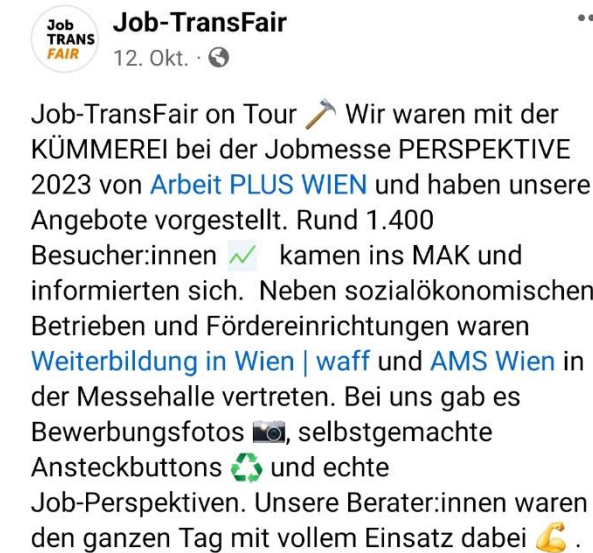 Job
TRANS
FAIR
Job-TransFair
12. Okt. ·
Job-TransFair on Tour 🔨 Wir waren mit der
KÜMMEREI bei der Jobmesse PERSPEKTIVE
2023 von Arbeit PLUS WIEN und haben unsere
Angebote vorgestellt. Rund 1.400
Besucher:innen 📈 kamen ins MAK und
informierten sich. Neben sozialökonomischen
Betrieben und Fördereinrichtungen waren
Weiterbildung in Wien | waff und AMS Wien in
der Messehalle vertreten. Bei uns gab es
Bewerbungsfotos 📷, selbstgemachte
Ansteckbuttons ♻️ und echte
Job-Perspektiven. Unsere Berater:innen waren
den ganzen Tag mit vollem Einsatz dabei 💪.